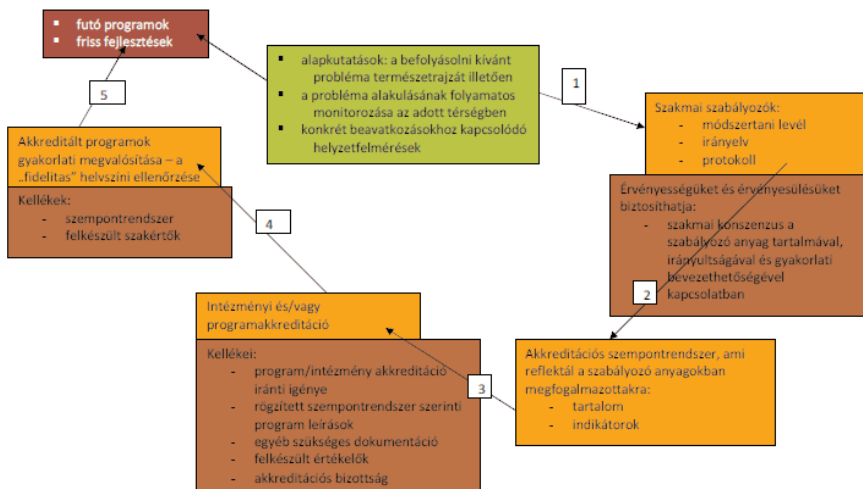 ▪ futó programok
▪ friss fejlesztések
▪ alapkutatások: a befolyásolni kívánt
probléma természetrajzát illetően
▪ a probléma alakulásának folyamatos
monitorozása az adott térségben
▪ konkrét beavatkozásokhoz kapcsolódó
helyzetfelmérések
1
Szakmai szabályozók:
- módszertani levél
- irányelv
- protokoll
Érvényességüket és érvényesülésüket
biztosíthatja:
- szakmai konszenzus a
szabályozó anyag tartalmával,
irányultságával és gyakorlati
bevezethetőségével
kapcsolatban
2
Akkreditációs szempontrendszer, ami
reflektál a szabályozó anyagokban
megfogalmazottakra:
- tartalom
- indikátorok
3
Intézményi és/vagy
programakkreditáció
Kellékei:
- program/intézmény akkreditáció
iránti igénye
- rögzített szempontrendszer szerinti
program leírások
- egyéb szükséges dokumentáció
- felkészült értékelők
- akkreditációs bizottság
4
Akkreditált programok
gyakorlati megvalósítása – a
„fidelitas” helyszíni ellenőrzése
Kellékek:
- szempontrendszer
- felkészült szakértők
5